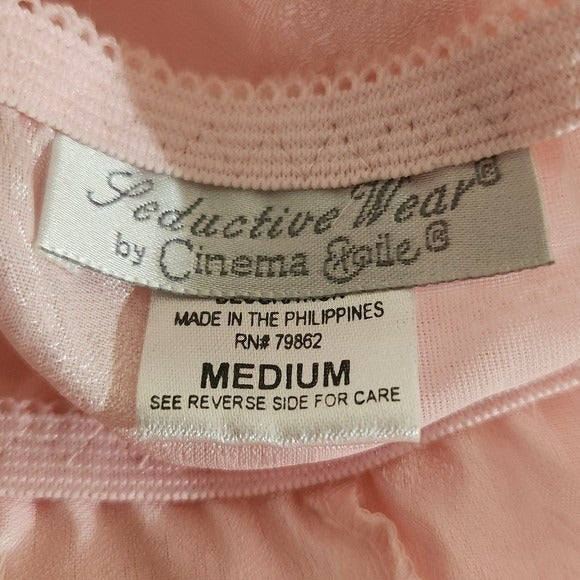 Seductive Wear®
by Cinema Etoile®
MADE IN THE PHILIPPINES
RN# 79862
MEDIUM
SEE REVERSE SIDE FOR CARE